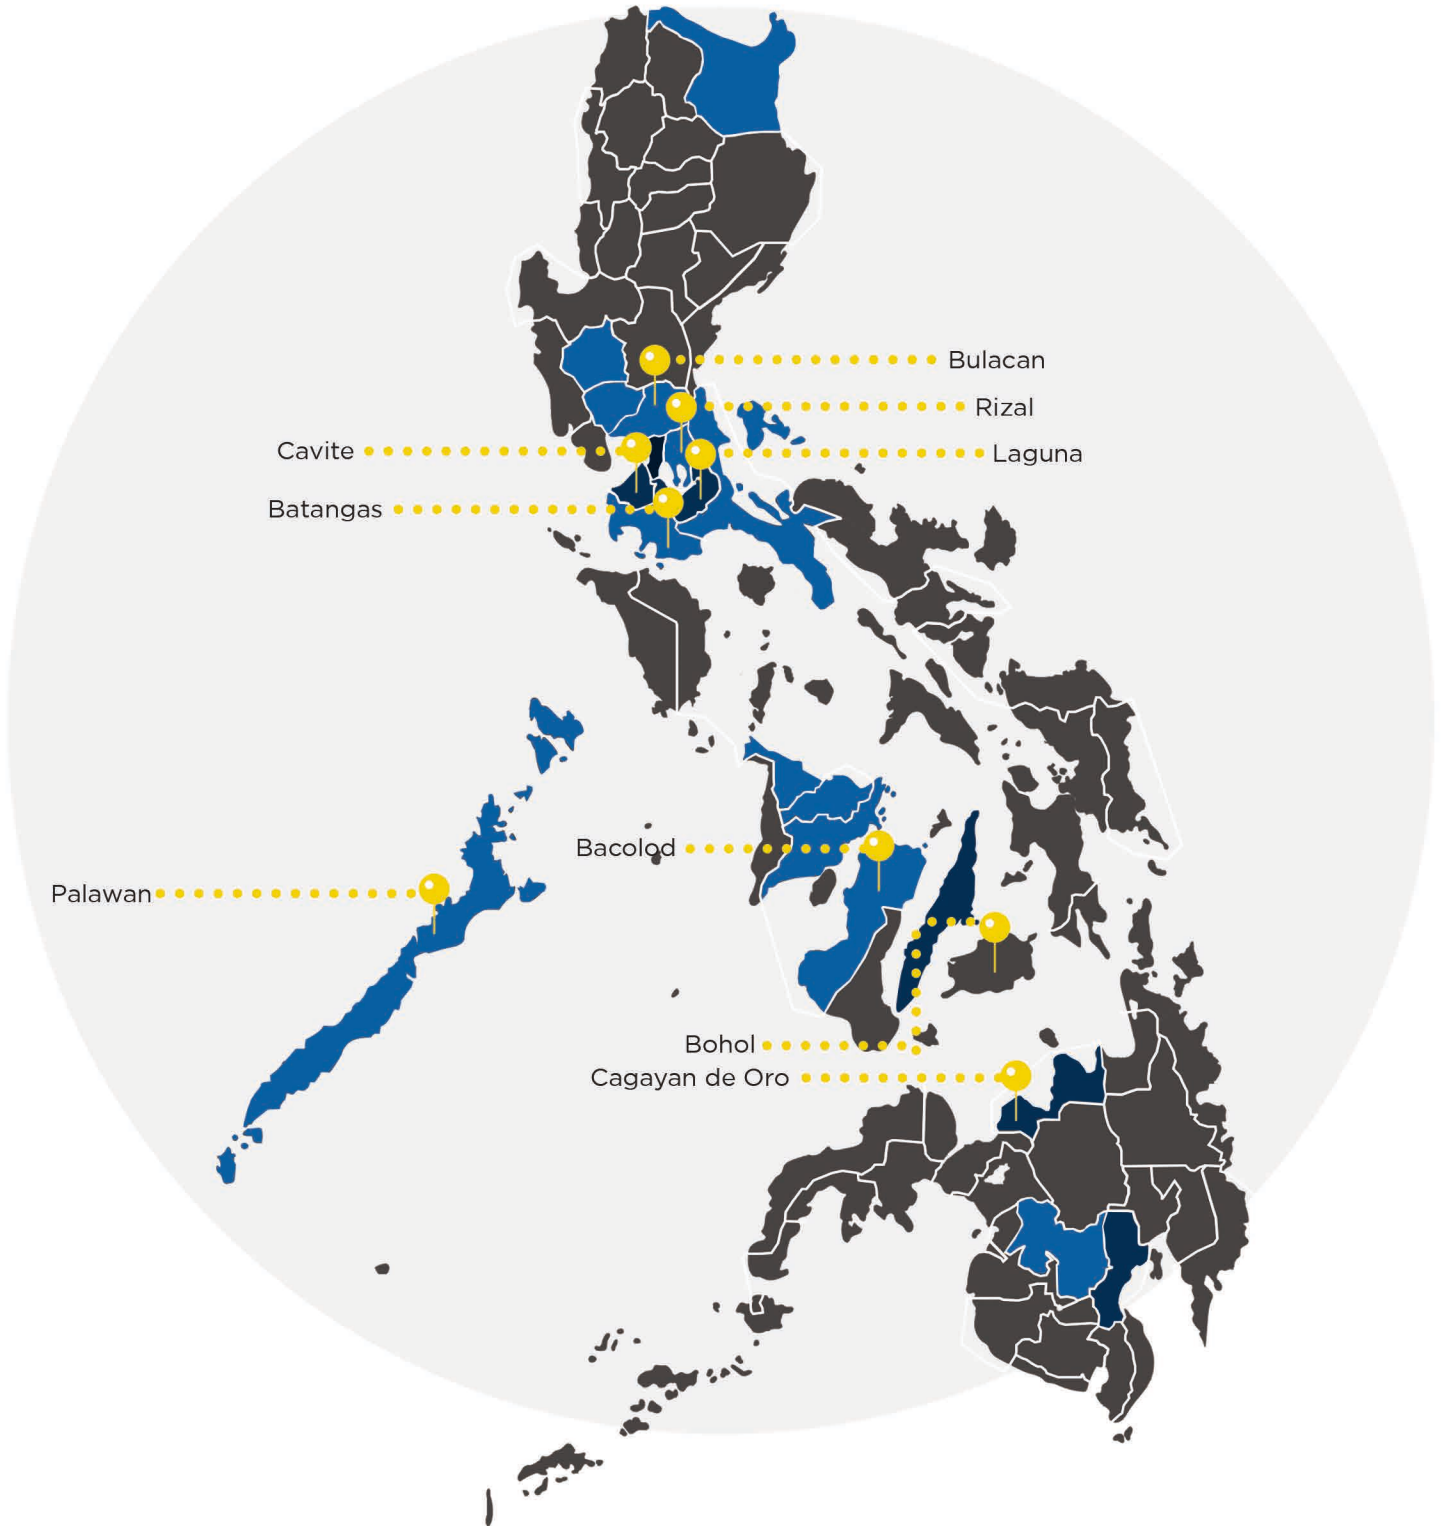 Bulacan
Rizal
Cavite
Laguna
Batangas
Bacolod
Palawan
Bohol
Cagayan de Oro